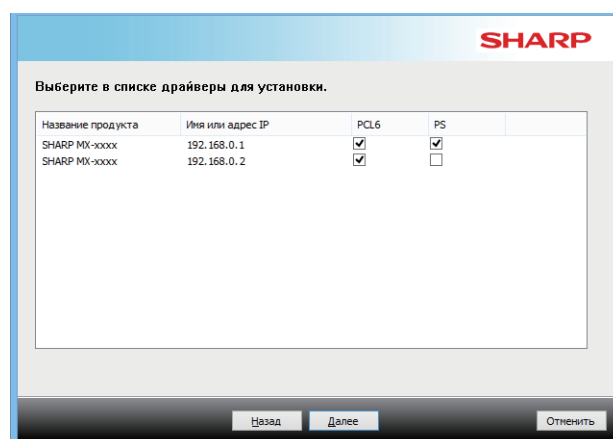 SHARP
Выберите в списке драйверы для установки.
Название продукта Имя или адрес IP PCL6 PS
SHARP MX-xxxx 192.168.0.1
SHARP MX-xxxx 192.168.0.2
Назад Далее Отменить